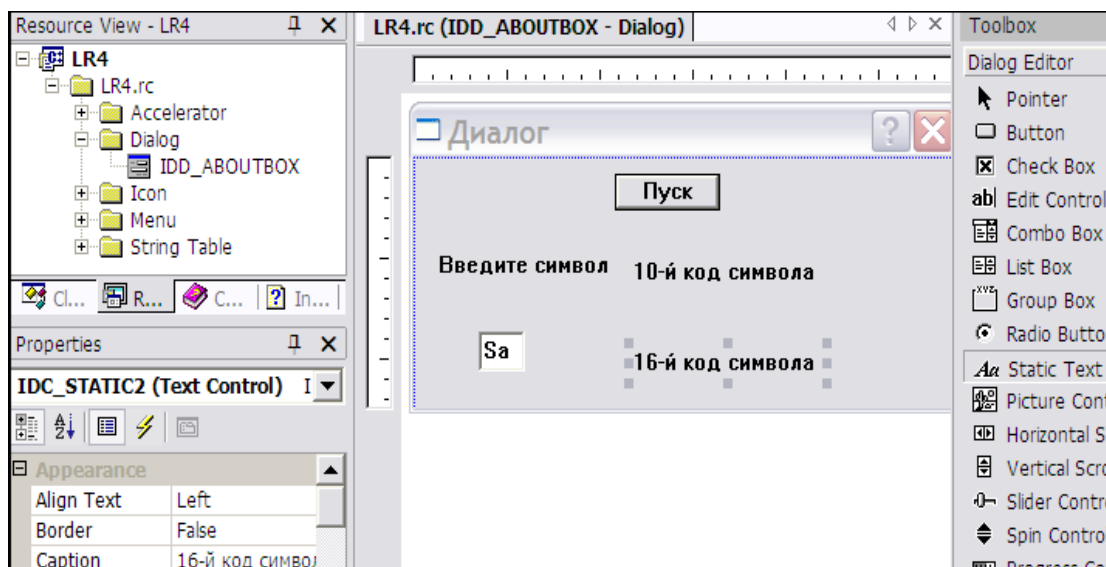 Resource View - LR4
LR4
LR4.rc
Accelerator
Dialog
IDD_ABOUTBOX
Icon
Menu
String Table
Cl... R... C... In...
Properties
IDC_STATIC2 (Text Control) I
Appearance
Align Text Left
Border False
Caption 16-й код символ
LR4.rc (IDD_ABOUTBOX - Dialog)
Диалог
Пуск
Введите символ
10-й код символа
Sa
16-й код символа
Toolbox
Dialog Editor
Pointer
Button
Check Box
Edit Control
Combo Box
List Box
Group Box
Radio Butto
Static Text
Picture Cont
Horizontal S
Vertical Scro
Slider Contro
Spin Contro